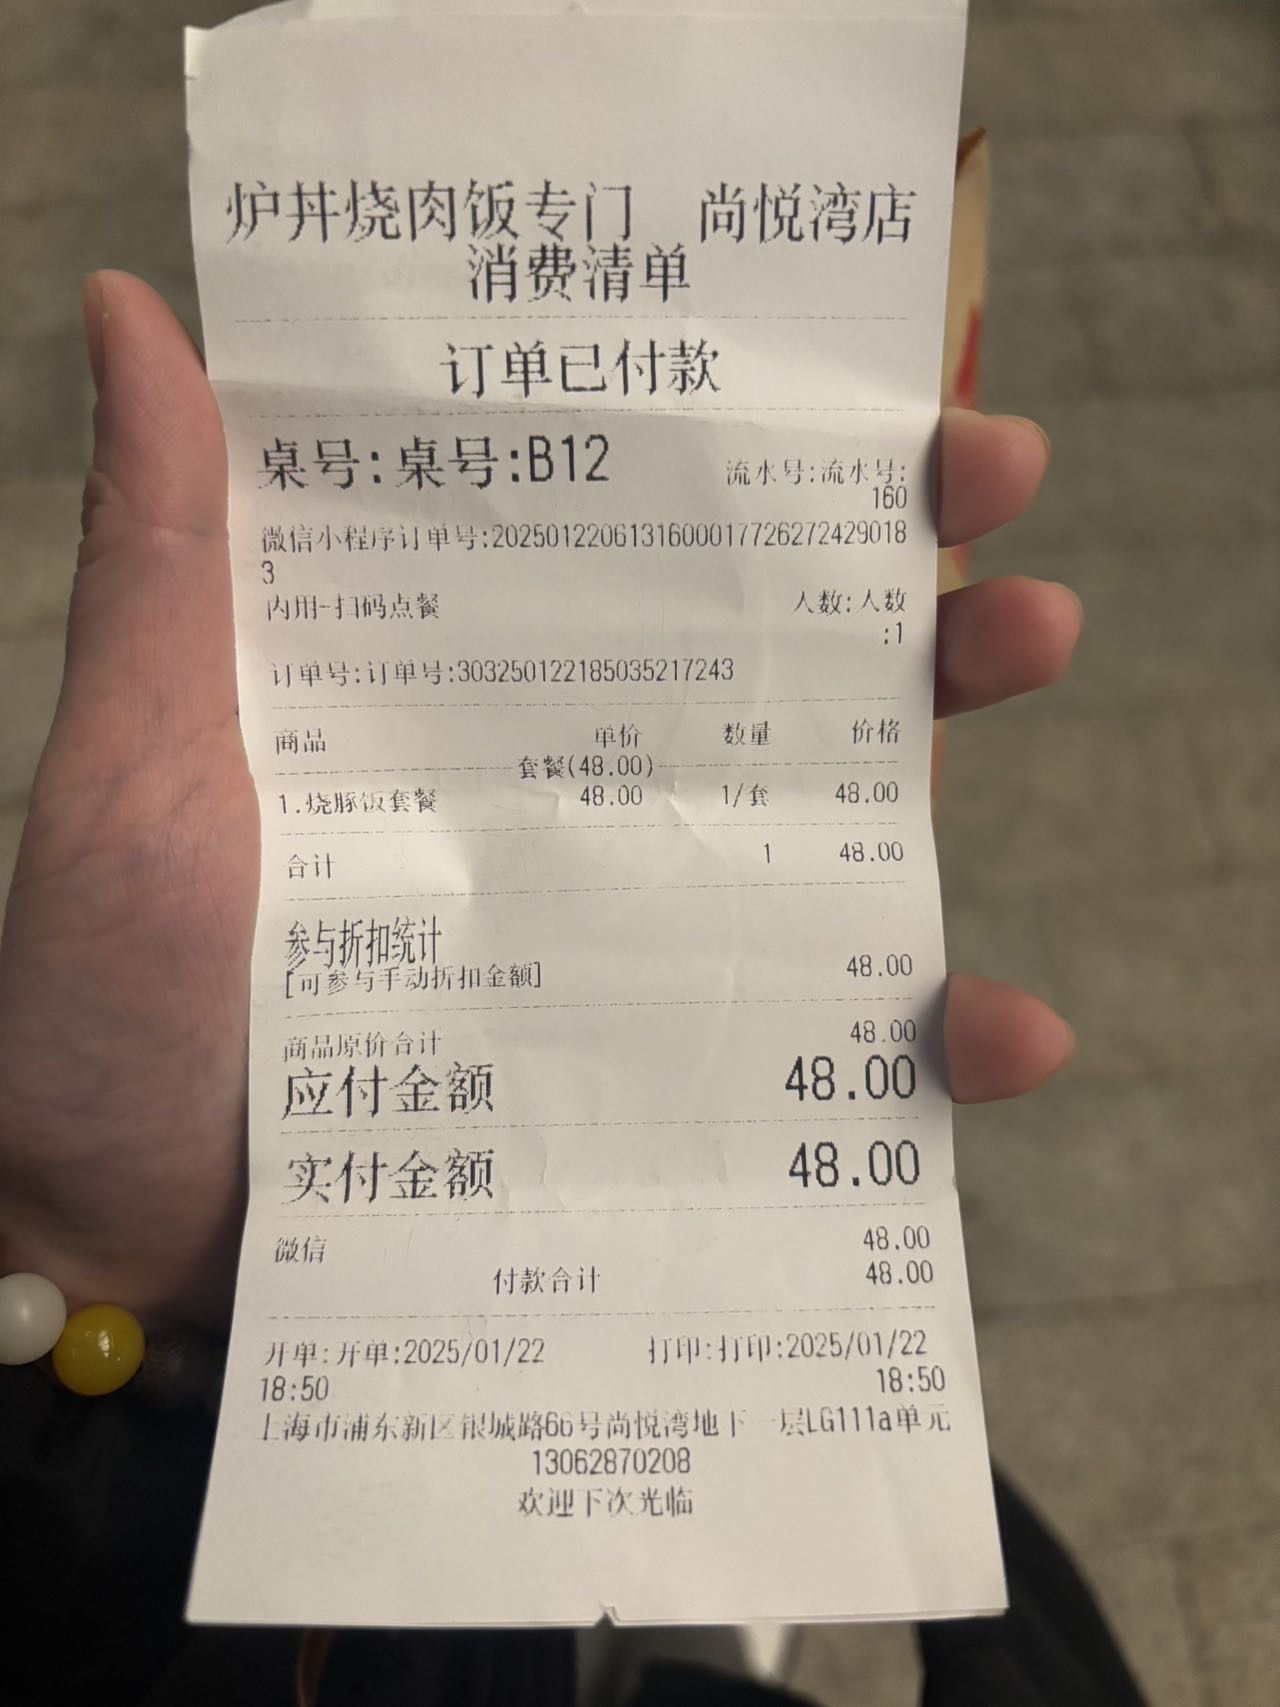 炉丼烧肉饭专门 尚悦湾店
消费清单
订单已付款
桌号:桌号:B12
流水号:流水号:
160
微信小程序订单号:202501220613160001772627242901​8
3
内用-扫码点餐
人数:人数
:1
订单号:订单号:303250122185035217243
商品 单价 数量 价格
套餐(48.00)
1.烧豚饭套餐 48.00 1/套 48.00
合计 1 48.00
参与折扣统计
[可参与手动折扣金额] 48.00
商品原价合计 48.00
应付金额 48.00
实付金额 48.00
微信 48.00
付款合计 48.00
开单:开单:2025/01/22
18:50
打印:打印:2025/01/22
18:50
上海市浦东新区银城路66号尚悦湾地下一层LG111a单元
13062870208
欢迎下次光临